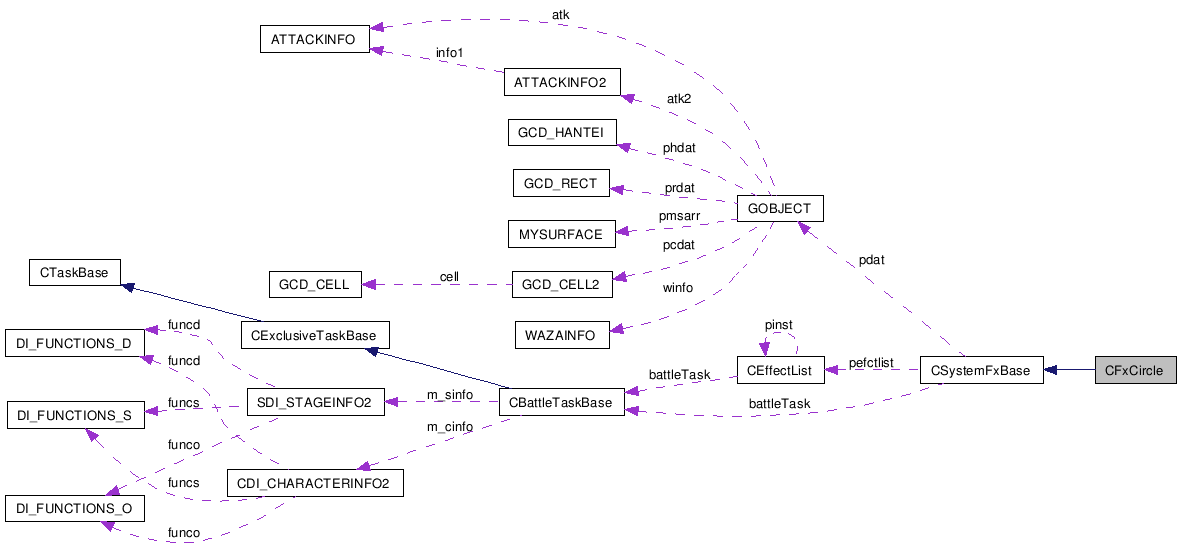 atk
ATTACKINFO
info1
ATTACKINFO2
atk2
GCD_HANTEI
phdat
GCD_RECT
prdat
GOBJECT
pmsarr
MYSURFACE
pcdat
pdat
CTaskBase
GCD_CELL
cell
GCD_CELL2
winfo
funcd
CExclusiveTaskBase
WAZAINFO
pinst
DI_FUNCTIONS_D
funcd
battleTask
CEffectList
pefctlist
CSystemFxBase
CFxCircle
funcs
SDI_STAGEINFO2
m_sinfo
CBattleTaskBase
battleTask
DI_FUNCTIONS_S
m_cinfo
funco
funcs
CDI_CHARACTERINFO2
DI_FUNCTIONS_O
funco